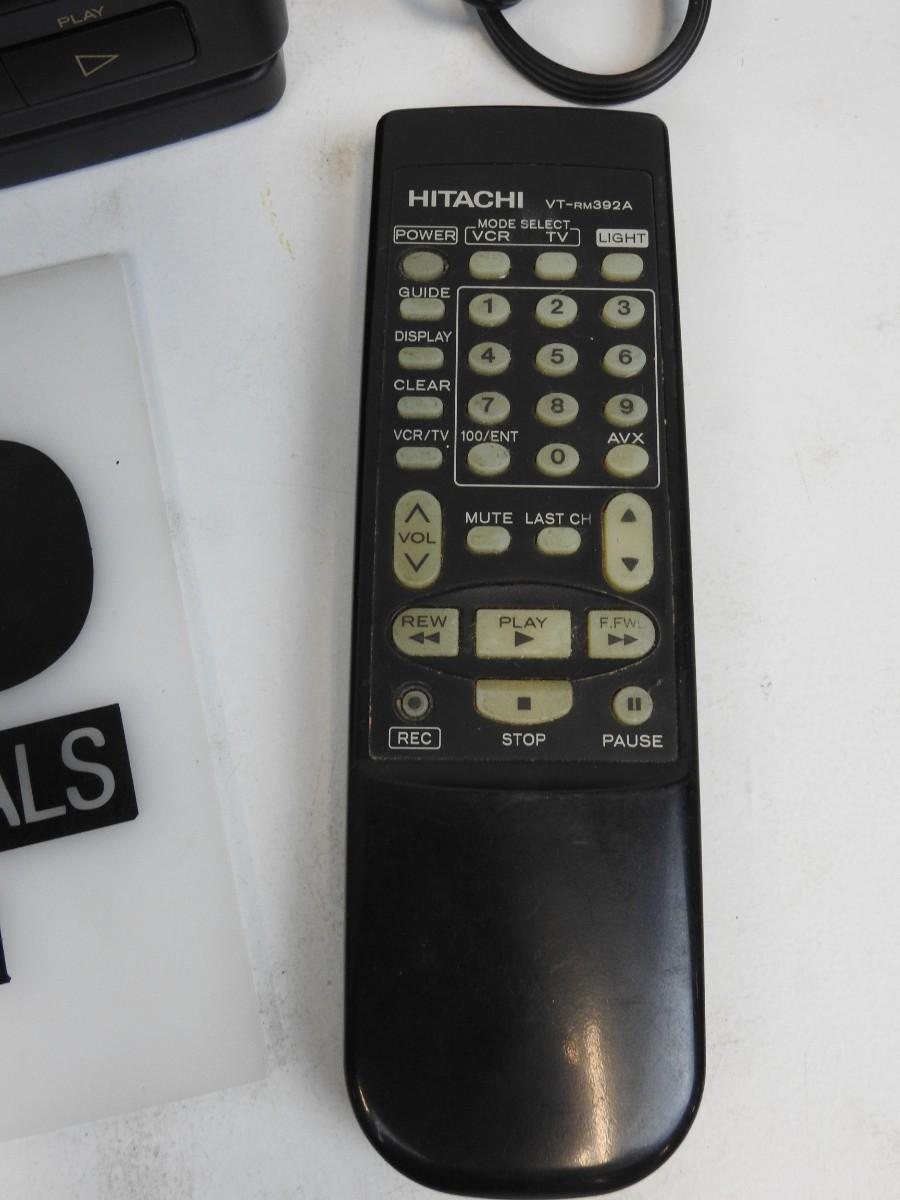 PLAY
HITACHI VT-RM392A
MODE SELECT
POWER VCR TV LIGHT
GUIDE 1 2 3
DISPLAY 4 5 6
CLEAR 7 8 9
VCR/TV 100/ENT 0 AVX
VOL MUTE LAST CH
REW PLAY F.FWD
REC STOP PAUSE
ALS